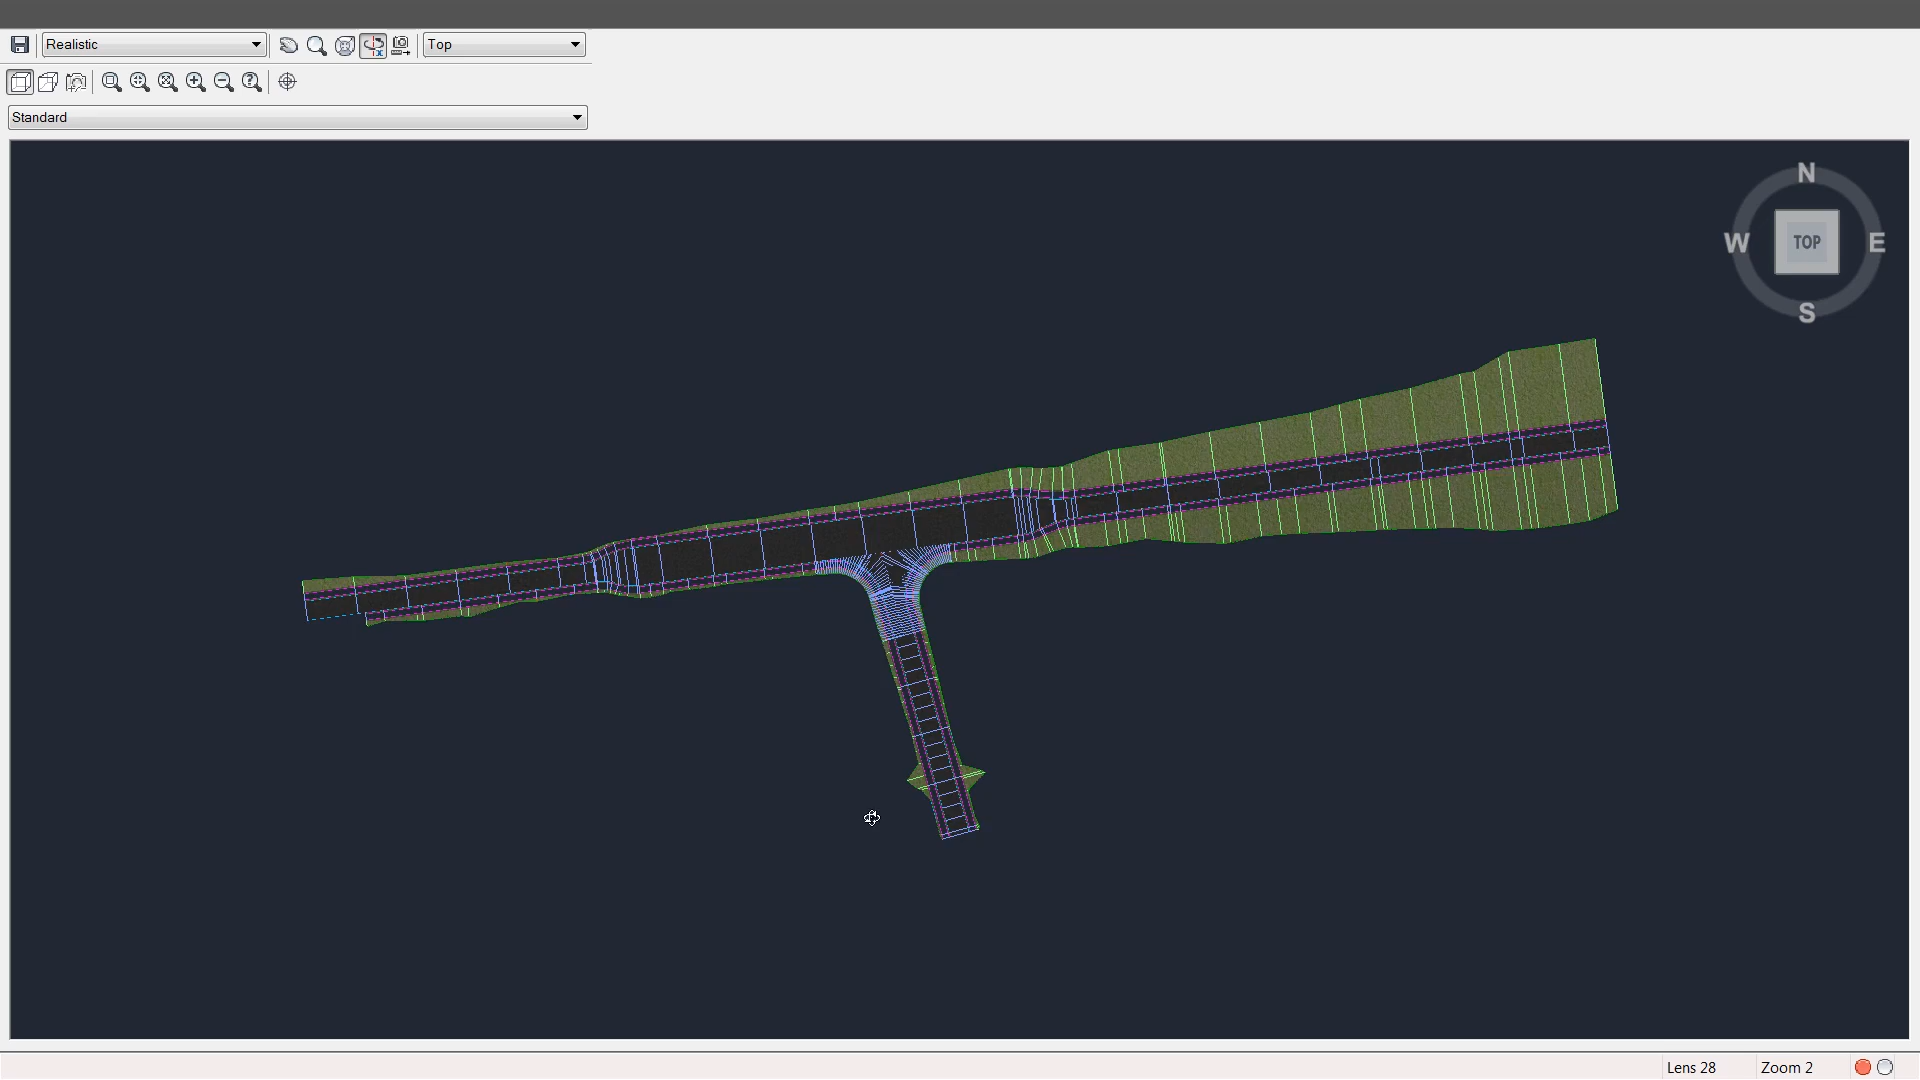 Realistic
Top
Standard
N
W TOP E
S
Lens 28 Zoom 2